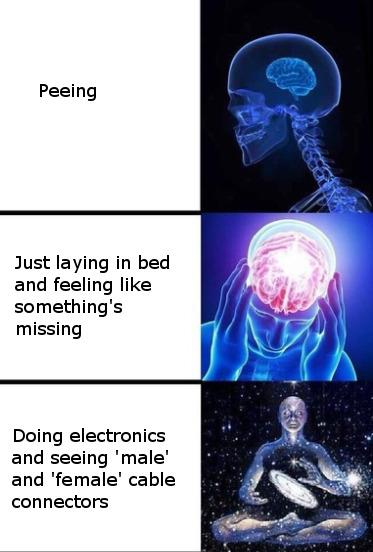 Peeing
Just laying in bed
and feeling like
something's
missing
Doing electronics
and seeing 'male'
and 'female' cable
connectors